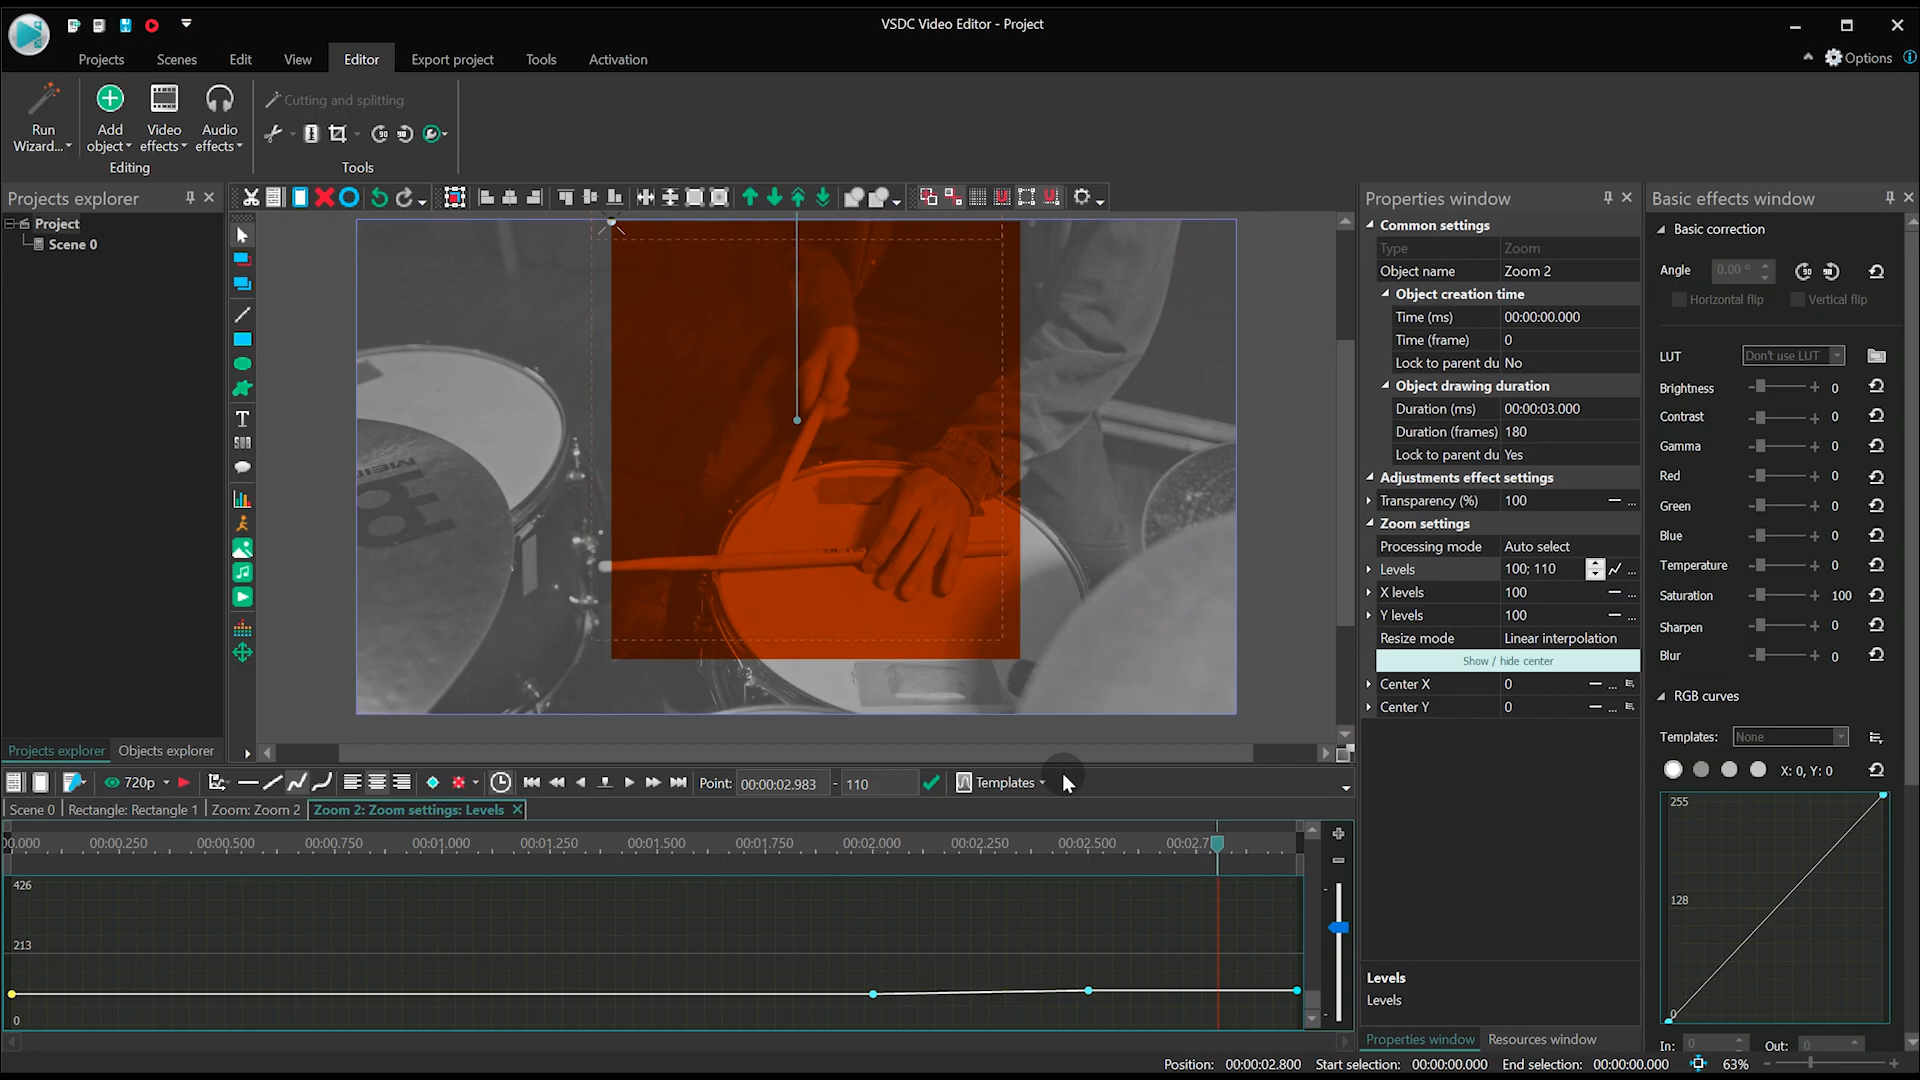 VSDC Video Editor - Project
Projects Scenes Edit View Editor Export project Tools Activation
Options
Run Wizard...
Add object
Video effects
Audio effects
Editing
Cutting and splitting
Tools
Projects explorer
Project
Scene 0
Projects explorer Objects explorer
Properties window
Common settings
Type Zoom
Object name Zoom 2
Object creation time
Time (ms) 00:00:00.000
Time (frame) 0
Lock to parent du No
Object drawing duration
Duration (ms) 00:00:03.000
Duration (frames) 180
Lock to parent du Yes
Adjustments effect settings
Transparency (%) 100
Zoom settings
Processing mode Auto select
Levels 100; 110
X levels 100
Y levels 100
Resize mode Linear interpolation
Show / hide center
Center X 0
Center Y 0
Levels
Levels
Properties window Resources window
Basic effects window
Basic correction
Angle 0.00 °
Horizontal flip Vertical flip
LUT Don't use LUT
Brightness 0
Contrast 0
Gamma 0
Red 0
Green 0
Blue 0
Temperature 0
Saturation 100
Sharpen 0
Blur 0
RGB curves
Templates: None
X: 0, Y: 0
255
128
0
In: 0 Out: 0
720p
Point: 00:00:02.983 - 110
Templates
Scene 0 Rectangle: Rectangle 1 Zoom: Zoom 2 Zoom 2: Zoom settings: Levels
00.000 00:00.250 00:00.500 00:00.750 00:01.000 00:01.250 00:01.500 00:01.750 00:02.000 00:02.250 00:02.500 00:02.7
426
213
0
Position: 00:00:02.800 Start selection: 00:00:00.000 End selection: 00:00:00.000 63%